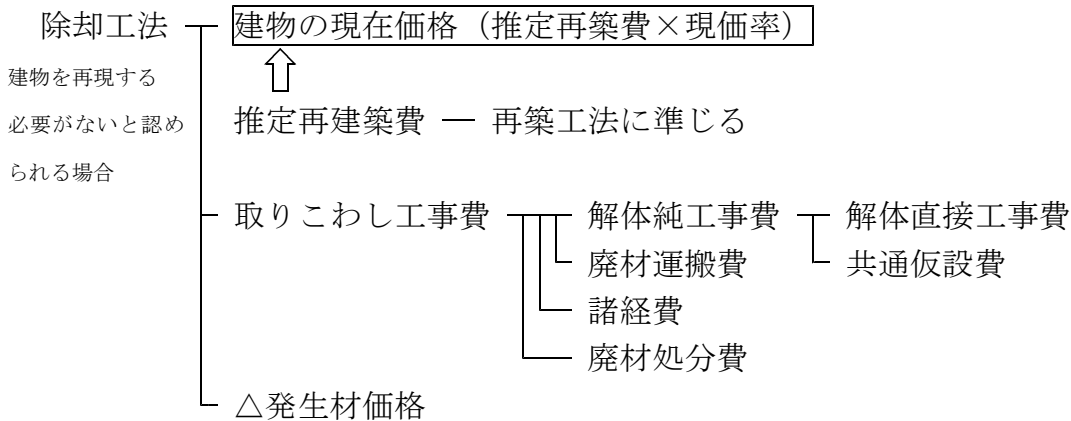 除却工法
建物の現在価格（推定再築費×現価率）
建物を再現する
必要がないと認め
られる場合
推定再建築費 ― 再築工法に準じる
取りこわし工事費
解体純工事費
解体直接工事費
廃材運搬費
共通仮設費
諸経費
廃材処分費
△発生材価格